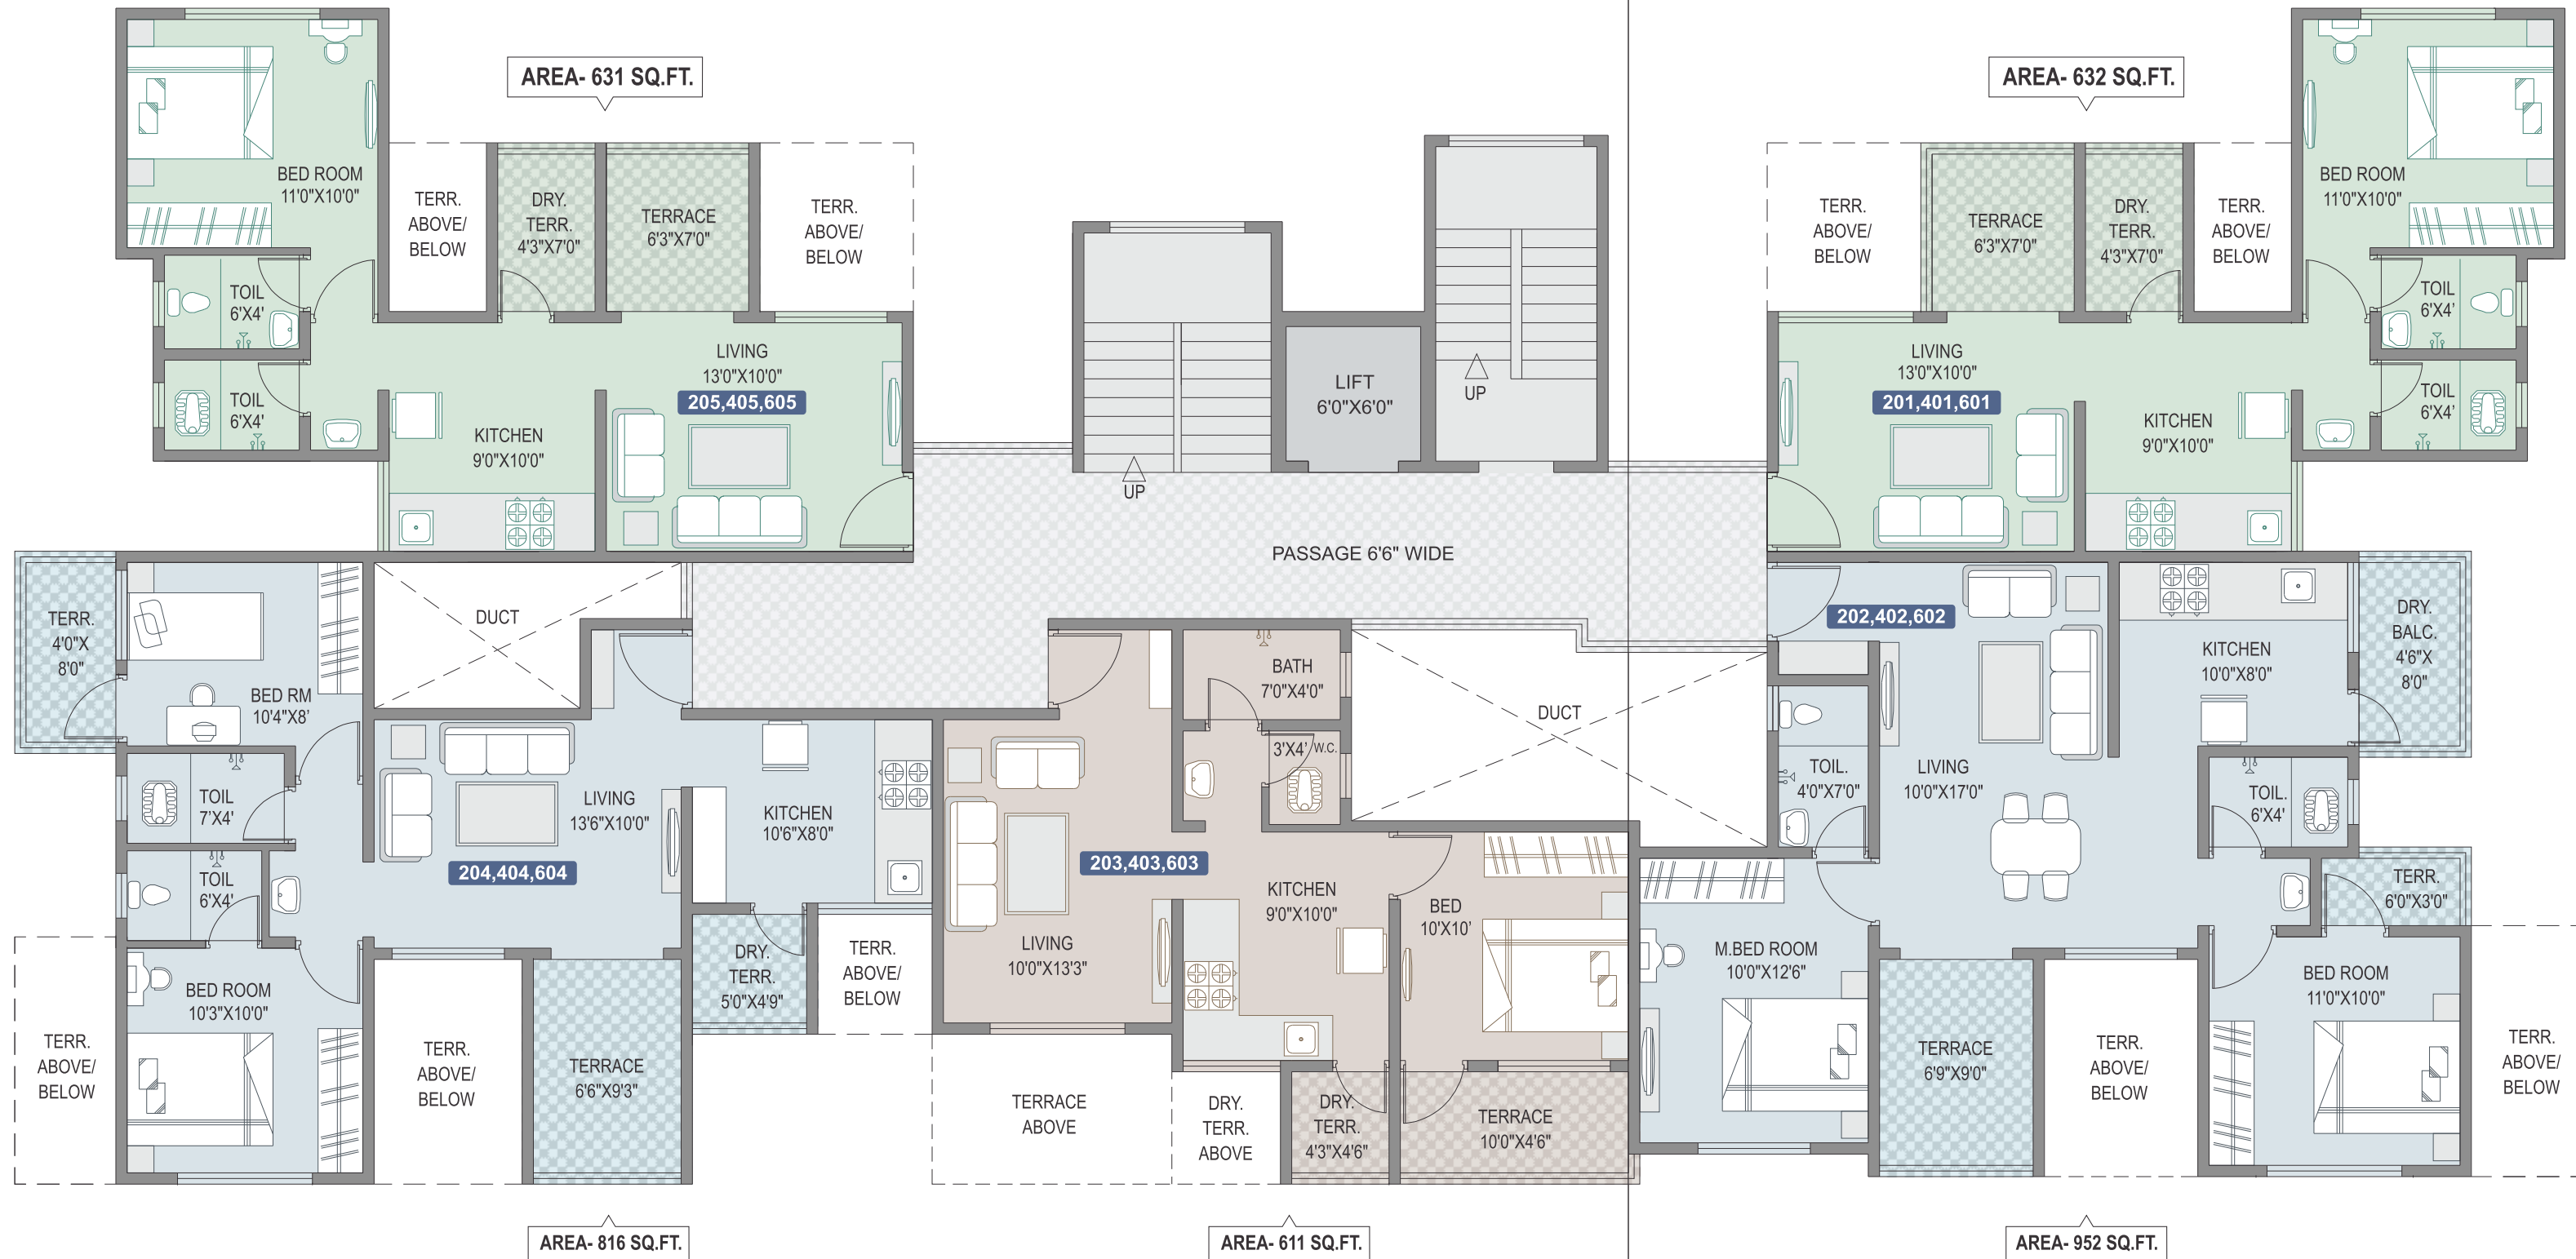 AREA- 631 SQ.FT.
AREA- 632 SQ.FT.
BED ROOM
11'0"X10'0"
TERR.
ABOVE/
BELOW
DRY.
TERR.
4'3"X7'0"
TERRACE
6'3"X7'0"
TERR.
ABOVE/
BELOW
TOIL
6'X4'
TOIL
6'X4'
KITCHEN
9'0"X10'0"
LIVING
13'0"X10'0"
205,405,605
UP
LIFT
6'0"X6'0"
UP
PASSAGE 6'6" WIDE
TERR.
ABOVE/
BELOW
TERRACE
6'3"X7'0"
DRY.
TERR.
4'3"X7'0"
TERR.
ABOVE/
BELOW
BED ROOM
11'0"X10'0"
LIVING
13'0"X10'0"
201,401,601
KITCHEN
9'0"X10'0"
TOIL
6'X4'
TOIL
6'X4'
TERR.
4'0"X
8'0"
BED RM
10'4"X8'
DUCT
TOIL
7'X4'
TOIL
6'X4'
LIVING
13'6"X10'0"
204,404,604
KITCHEN
10'6"X8'0"
BED ROOM
10'3"X10'0"
TERR.
ABOVE/
BELOW
TERR.
ABOVE/
BELOW
TERRACE
6'6"X9'3"
DRY.
TERR.
5'0"X4'9"
TERR.
ABOVE/
BELOW
BATH
7'0"X4'0"
3'X4' W.C.
DUCT
203,403,603
LIVING
10'0"X13'3"
KITCHEN
9'0"X10'0"
BED
10'X10'
TERRACE
ABOVE
DRY.
TERR.
ABOVE
DRY.
TERR.
4'3"X4'6"
TERRACE
10'0"X4'6"
202,402,602
KITCHEN
10'0"X8'0"
DRY.
BALC.
4'6"X
8'0"
TOIL.
4'0"X7'0"
LIVING
10'0"X17'0"
TOIL.
6'X4'
TERR.
6'0"X3'0"
M.BED ROOM
10'0"X12'6"
TERRACE
6'9"X9'0"
TERR.
ABOVE/
BELOW
BED ROOM
11'0"X10'0"
TERR.
ABOVE/
BELOW
AREA- 816 SQ.FT.
AREA- 611 SQ.FT.
AREA- 952 SQ.FT.